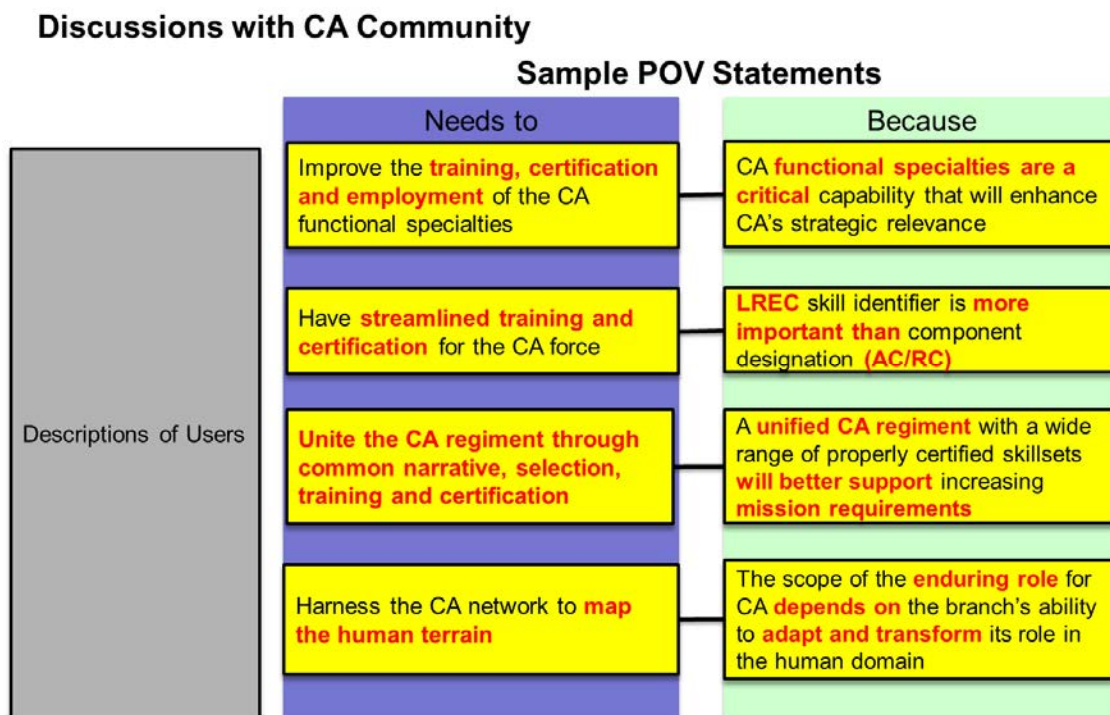 Discussions with CA Community
Sample POV Statements
Needs to
Because
Descriptions of Users
Improve the training, certification
and employment of the CA
functional specialties
CA functional specialties are a
critical capability that will enhance
CA's strategic relevance
Have streamlined training and
certification for the CA force
LREC skill identifier is more
important than component
designation (AC/RC)
Unite the CA regiment through
common narrative, selection,
training and certification
A unified CA regiment with a wide
range of properly certified skillsets
will better support increasing
mission requirements
Harness the CA network to map
the human terrain
The scope of the enduring role for
CA depends on the branch's ability
to adapt and transform its role in
the human domain